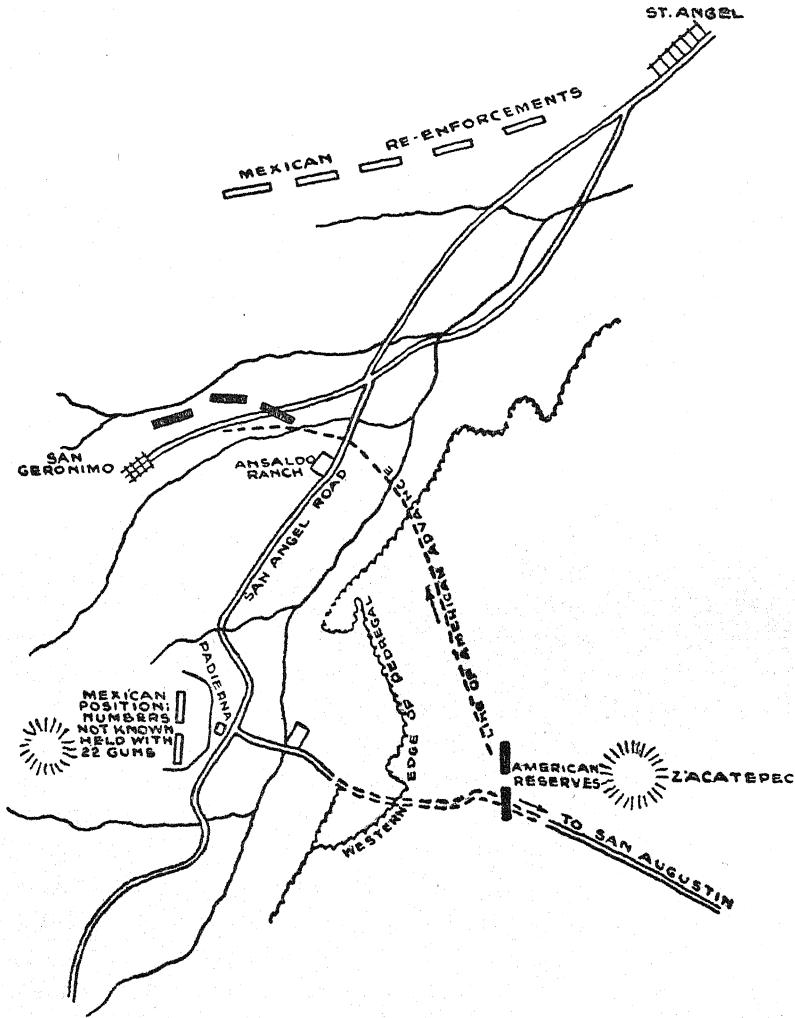 ST. ANGEL
MEXICAN RE-ENFORCEMENTS
SAN
GERONIMO
ANSALDO
RANCH
SAN ANGEL ROAD
LINE OF AMERICAN ADVANCE
PADIERNA
MEXICAN
POSITION;
NUMBERS
NOT KNOWN
HELD WITH
22 GUNS
WESTERN EDGE OF PEDREGAL
AMERICAN
RESERVES
Z'ACATEPEC
TO SAN AUGUSTIN